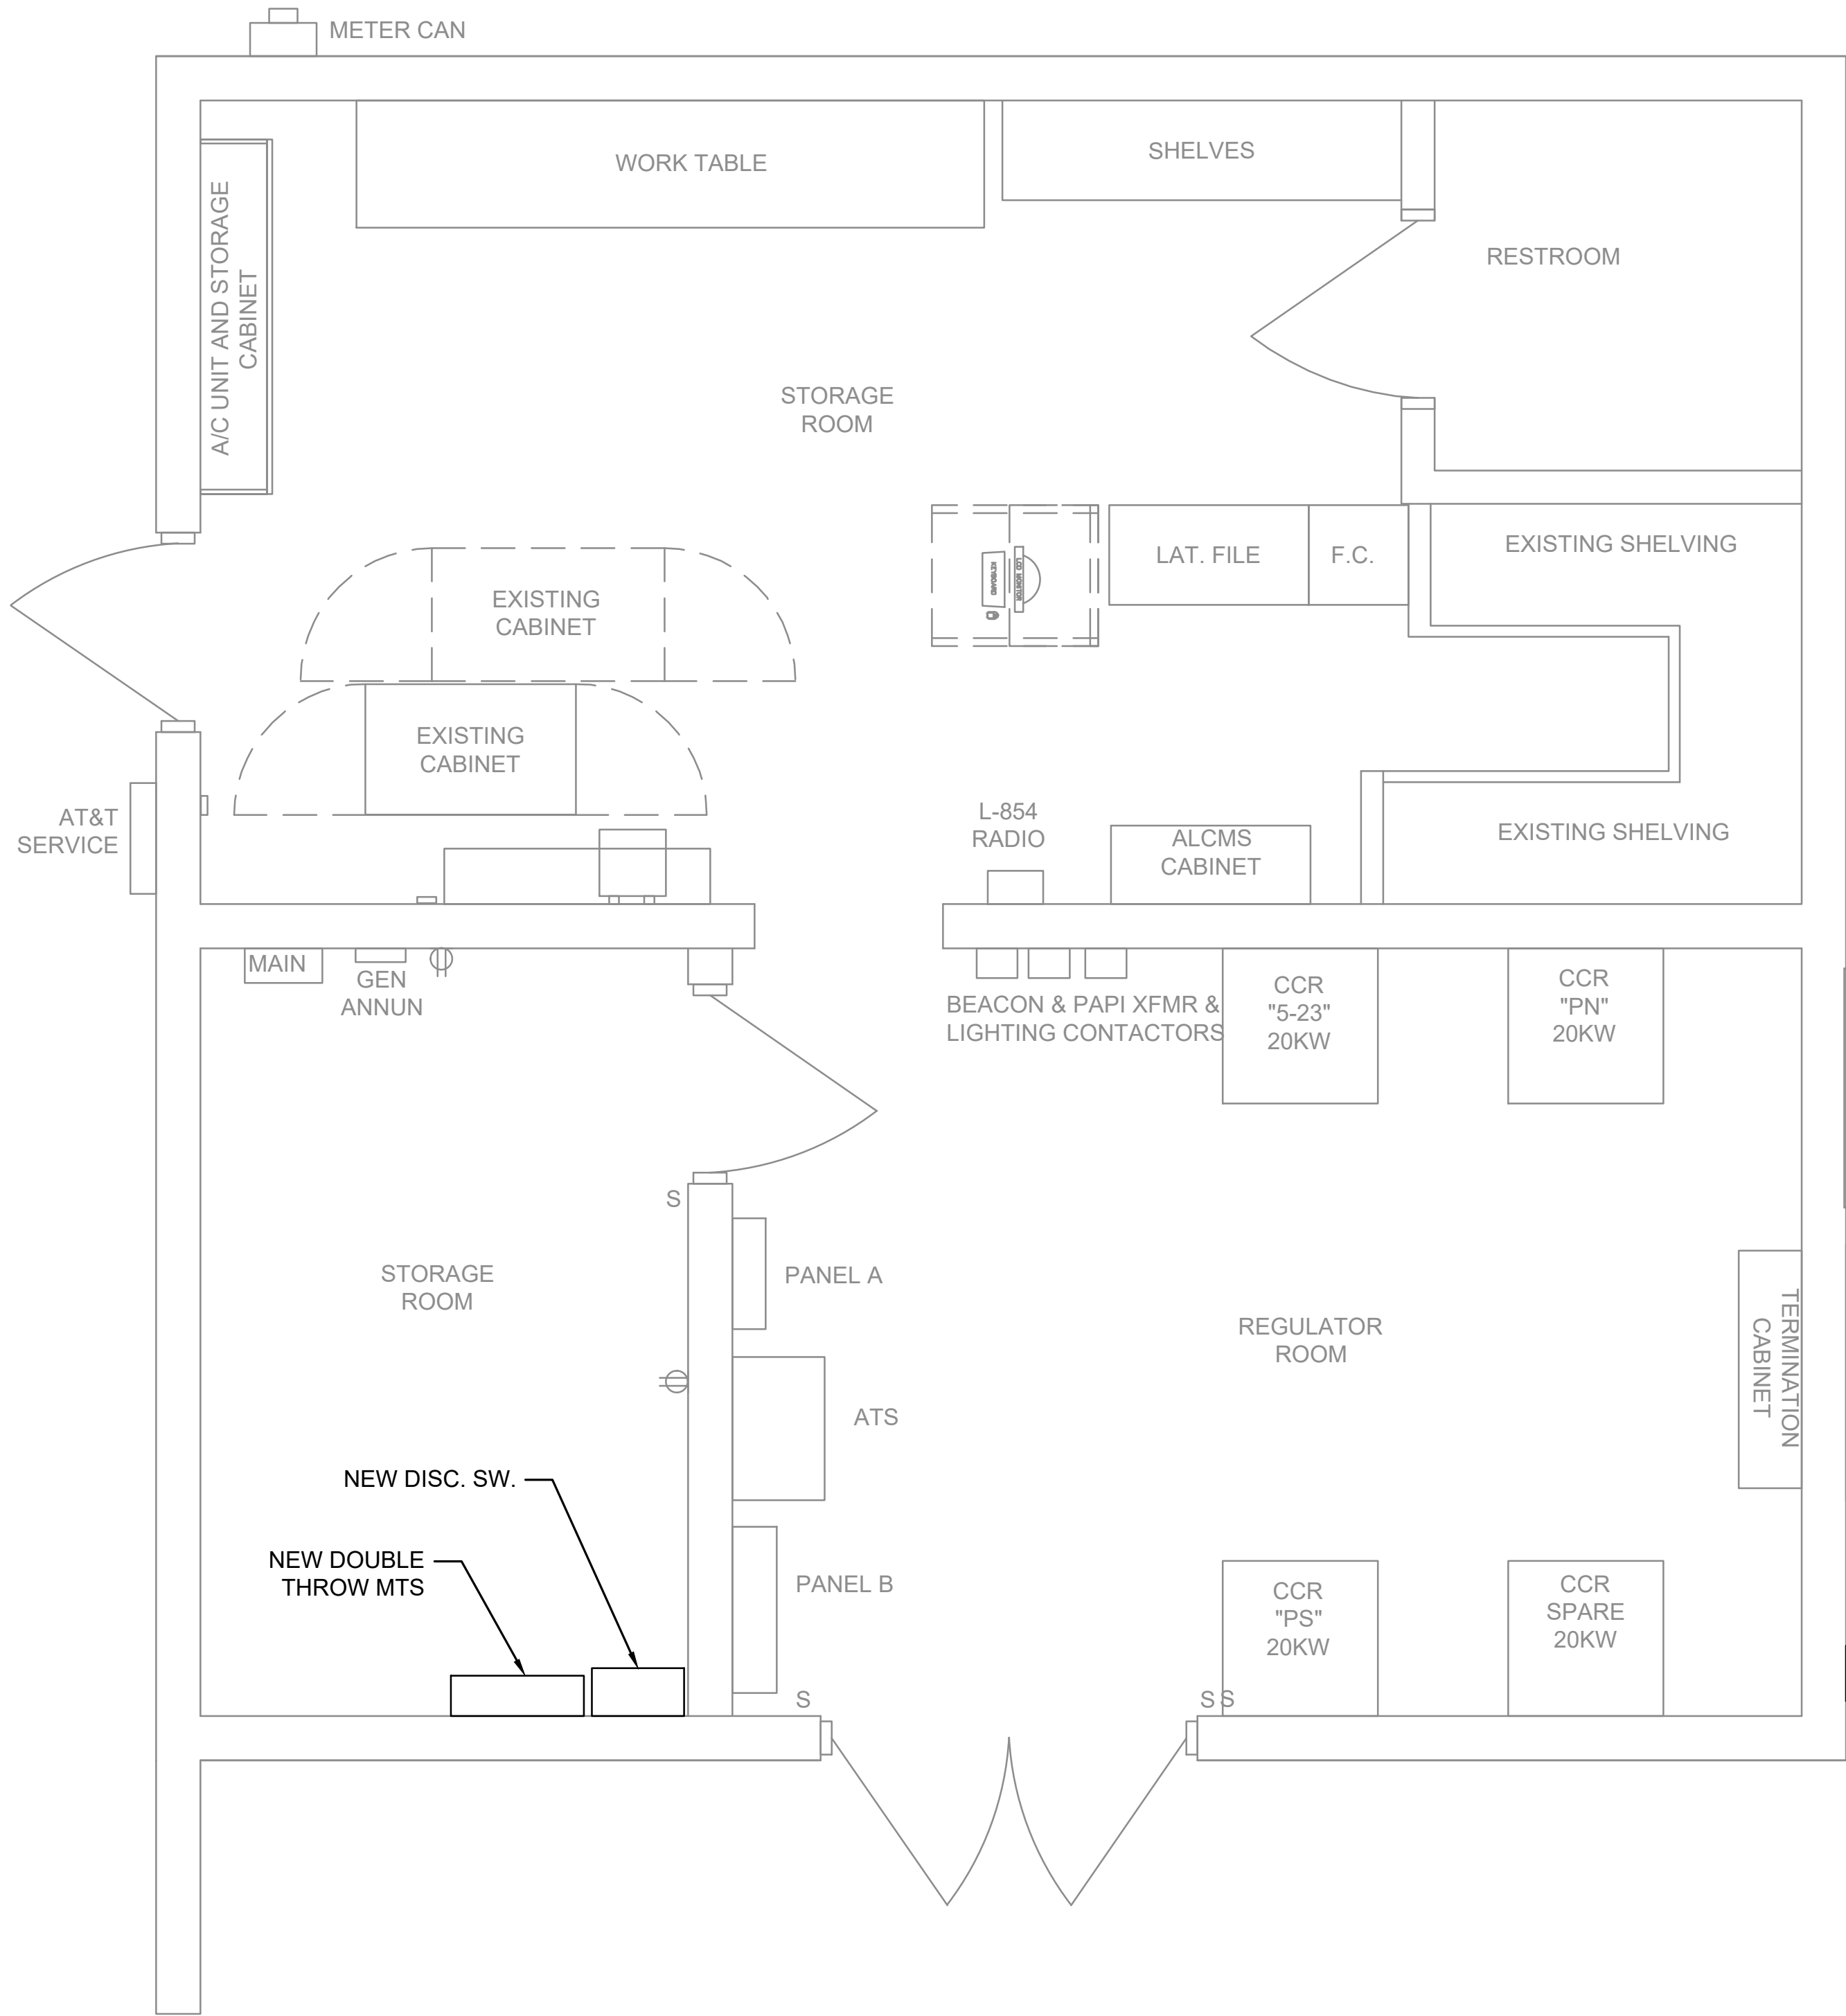 METER CAN
WORK TABLE
SHELVES
A/C UNIT AND STORAGE
CABINET
RESTROOM
STORAGE
ROOM
EXISTING
CABINET
KEYBOARD
LCD MONITOR
LAT. FILE
F.C.
EXISTING SHELVING
EXISTING
CABINET
AT&T
SERVICE
L-854
RADIO
ALCMS
CABINET
EXISTING SHELVING
MAIN
GEN
ANNUN
BEACON & PAPI XFMR &
LIGHTING CONTACTORS
CCR
"5-23"
20KW
CCR
"PN"
20KW
S
STORAGE
ROOM
PANEL A
REGULATOR
ROOM
TERMINATION
CABINET
ATS
NEW DISC. SW.
NEW DOUBLE
THROW MTS
PANEL B
CCR
"PS"
20KW
CCR
SPARE
20KW
S
S S